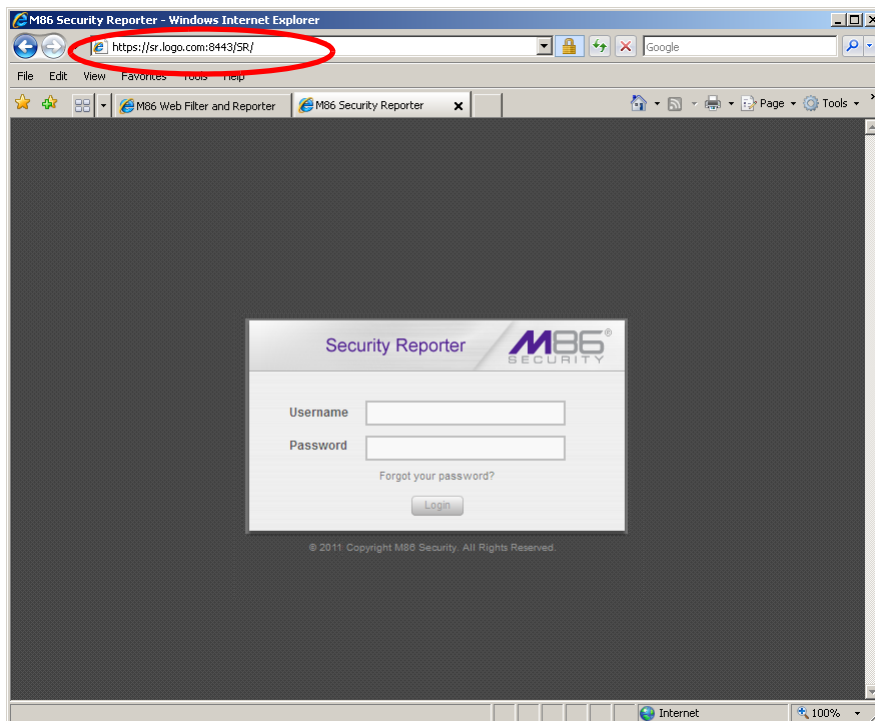 M86 Security Reporter - Windows Internet Explorer
https://sr.logo.com:8443/SR/
Google
File Edit View Favorites Tools Help
M86 Web Filter and Reporter M86 Security Reporter Page Tools
Security Reporter M86®
SECURITY
Username
Password
Forgot your password?
Login
© 2011 Copyright M86 Security. All Rights Reserved.
Internet 100%